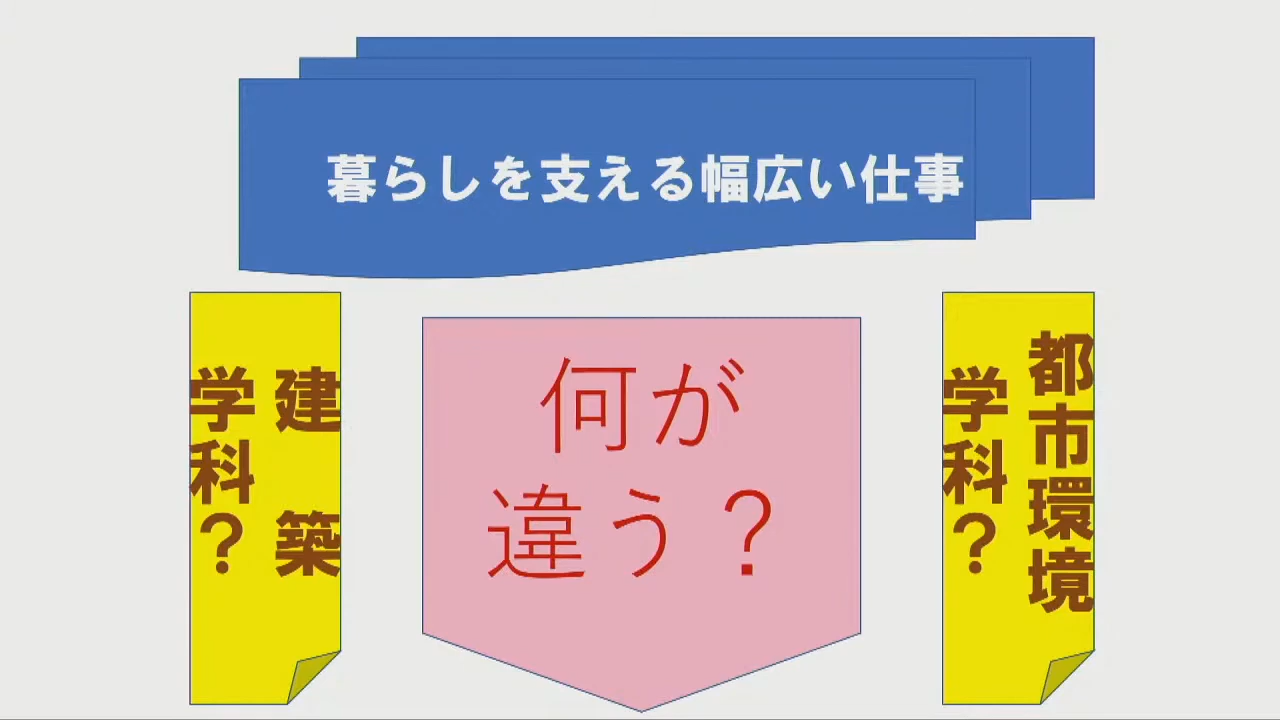 暮らしを支える幅広い仕事
建築
学科？
何が
違う？
都市環境
学科？